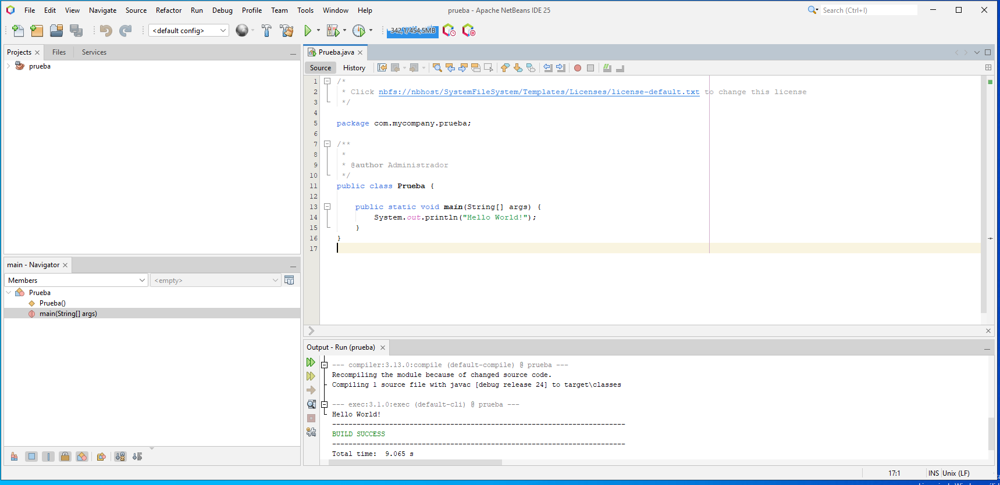 File Edit View Navigate Source Refactor Run Debug Profile Team Tools Window Help
prueba - Apache NetBeans IDE 25
Search (Ctrl+I)
<default config>
342,1/454,5MB
Projects Files Services
prueba
Prueba.java
Source History
1 /*
2 * Click nbfs://nbhost/SystemFileSystem/Templates/Licenses/license-default.txt to change this license
3 */
4
5 package com.mycompany.prueba;
6
7 /**
8 *
9 * @author Administrador
10 */
11 public class Prueba {
12
13 public static void main(String[] args) {
14 System.out.println("Hello World!");
15 }
16 }
17
main - Navigator
Members <empty>
Prueba
Prueba()
main(String[] args)
Output - Run (prueba)
--- compiler:3.13.0:compile (default-compile) @ prueba ---
Recompiling the module because of changed source code.
Compiling 1 source file with javac [debug release 24] to target\classes
--- exec:3.1.0:exec (default-cli) @ prueba ---
Hello World!
------------------------------------------------------------------------
BUILD SUCCESS
------------------------------------------------------------------------
Total time:  9.065 s
17:1 INS Unix (LF)